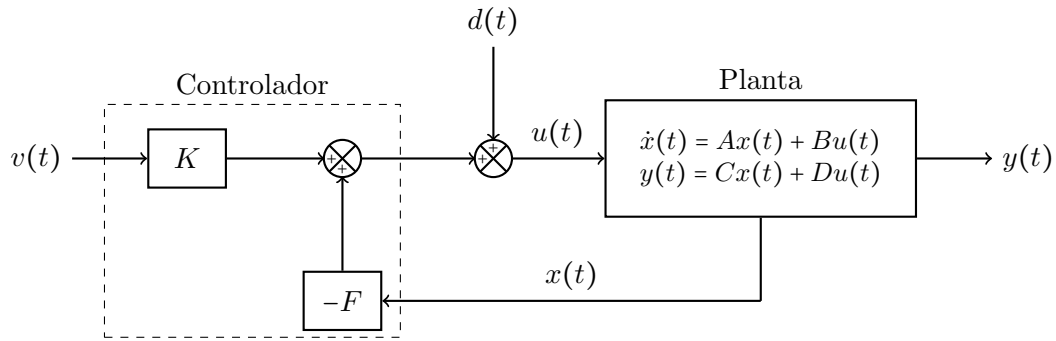 d(t)
Controlador
Planta
v(t)
K
+
+
+
+
u(t)
ẋ(t) = Ax(t) + Bu(t)
y(t) = Cx(t) + Du(t)
y(t)
x(t)
−F